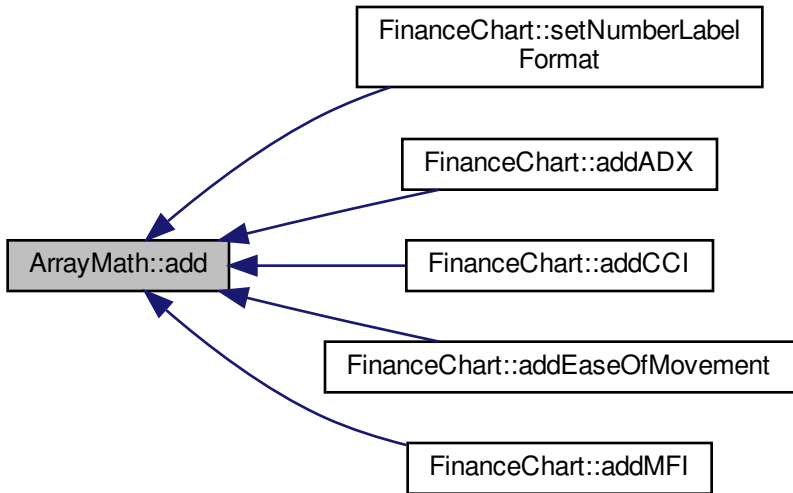 FinanceChart::setNumberLabel
Format
FinanceChart::addADX
ArrayMath::add
FinanceChart::addCCI
FinanceChart::addEaseOfMovement
FinanceChart::addMFI